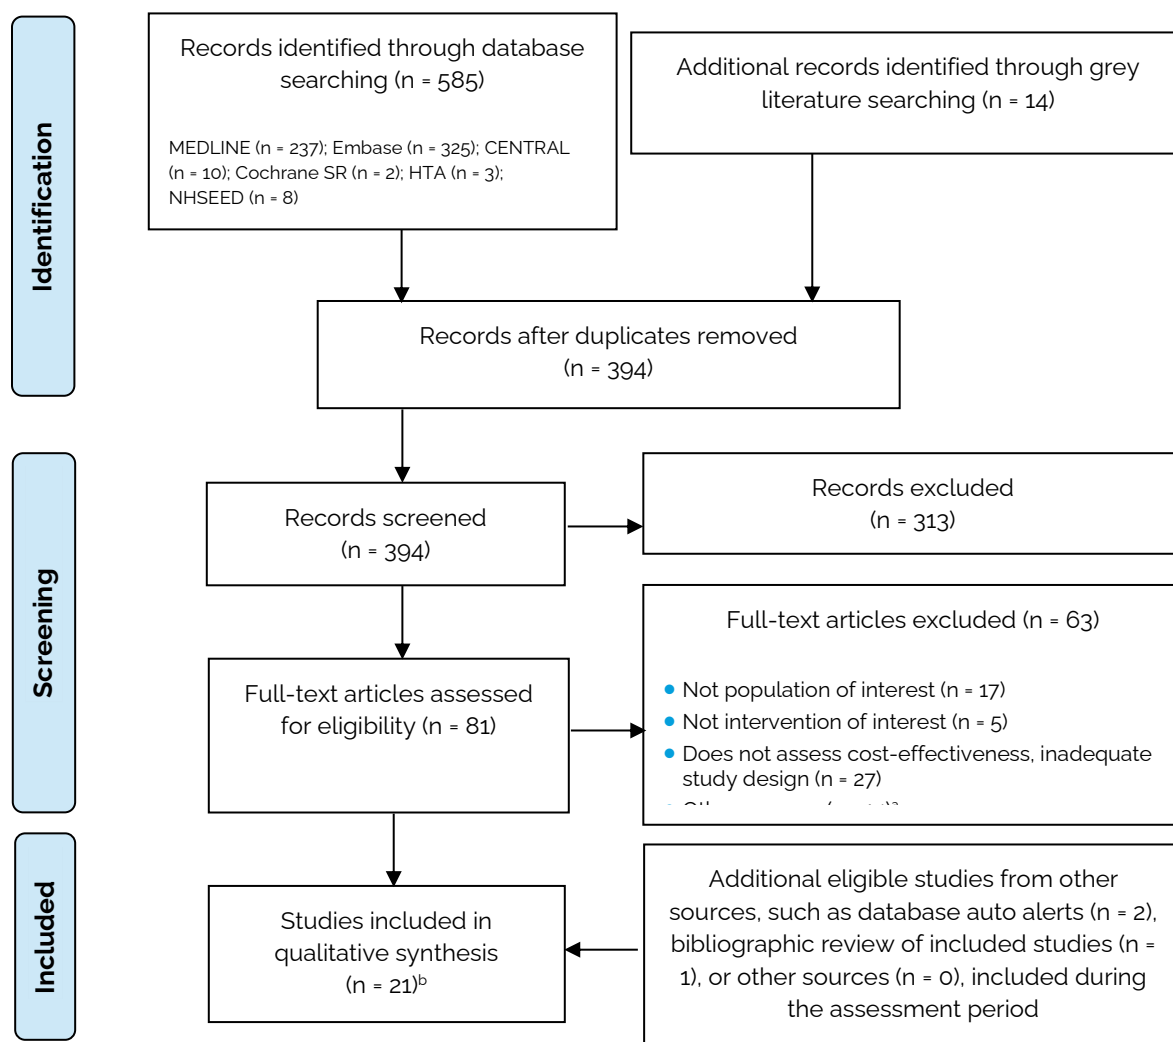 Identification
Records identified through database
searching (n = 585)
MEDLINE (n = 237); Embase (n = 325); CENTRAL
(n = 10); Cochrane SR (n = 2); HTA (n = 3);
NHSEED (n = 8)
Additional records identified through grey
literature searching (n = 14)
Records after duplicates removed
(n = 394)
Screening
Records screened
(n = 394)
Records excluded
(n = 313)
Full-text articles assessed
for eligibility (n = 81)
Full-text articles excluded (n = 63)
• Not population of interest (n = 17)
• Not intervention of interest (n = 5)
• Does not assess cost-effectiveness, inadequate
study design (n = 27)
Included
Studies included in
qualitative synthesis
(n = 21)ᵇ
Additional eligible studies from other
sources, such as database auto alerts (n = 2),
bibliographic review of included studies (n =
1), or other sources (n = 0), included during
the assessment period